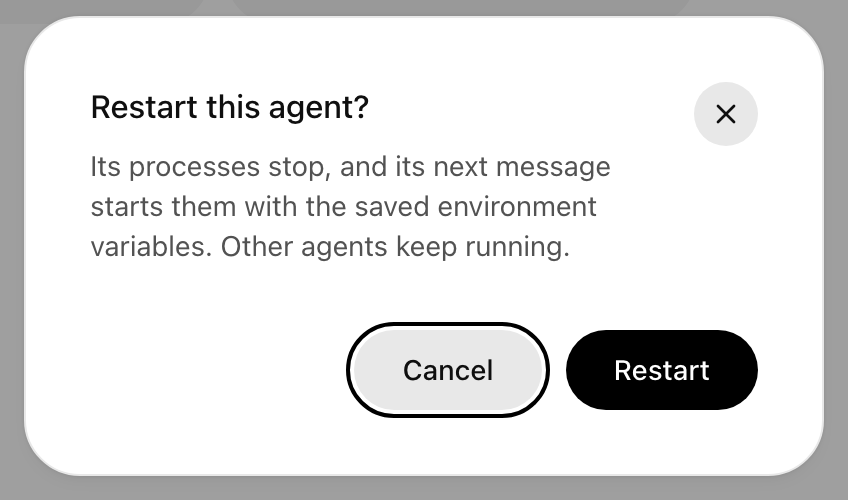 Restart this agent?
Its processes stop, and its next message
starts them with the saved environment
variables. Other agents keep running.
Cancel
Restart